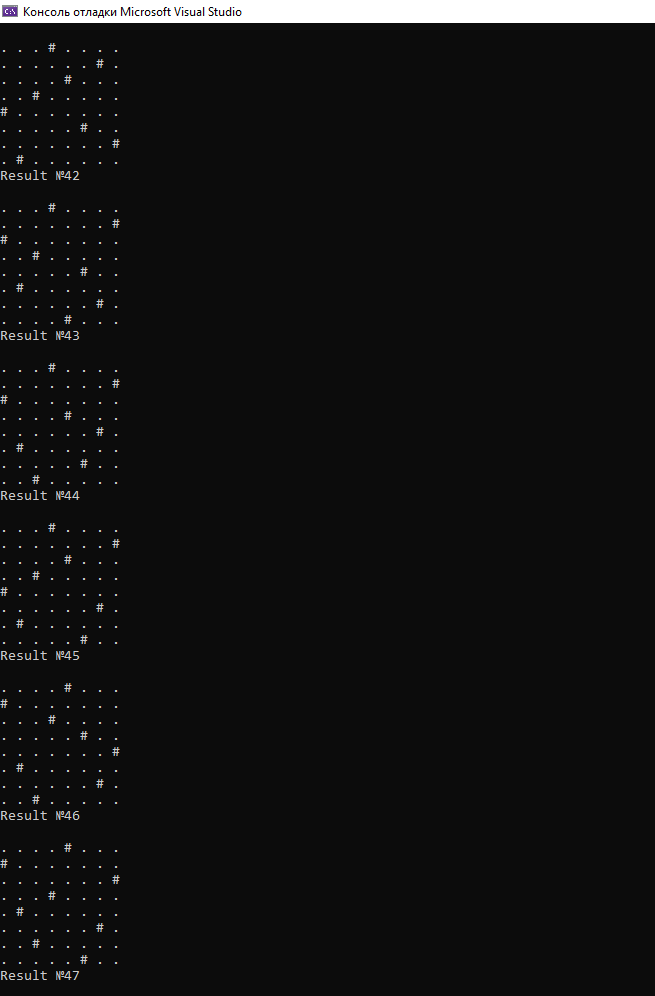 Консоль отладки Microsoft Visual Studio
. . . # . . . .
. . . . . . # .
. . . . # . . .
. . # . . . . .
# . . . . . . .
. . . . . # . .
. . . . . . . #
. # . . . . . .
Result №42
. . . # . . . .
. . . . . . . #
# . . . . . . .
. . # . . . . .
. . . . . # . .
. # . . . . . .
. . . . . . # .
. . . . # . . .
Result №43
. . . # . . . .
. . . . . . . #
# . . . . . . .
. . . . # . . .
. . . . . . # .
. # . . . . . .
. . . . . # . .
. . # . . . . .
Result №44
. . . # . . . .
. . . . . . . #
. . . . # . . .
. . # . . . . .
# . . . . . . .
. . . . . . # .
. # . . . . . .
. . . . . # . .
Result №45
. . . . # . . .
# . . . . . . .
. . . # . . . .
. . . . . # . .
. . . . . . . #
. # . . . . . .
. . . . . . # .
. . # . . . . .
Result №46
. . . . # . . .
# . . . . . . .
. . . . . . . #
. . . # . . . .
. # . . . . . .
. . . . . . # .
. . # . . . . .
. . . . . # . .
Result №47